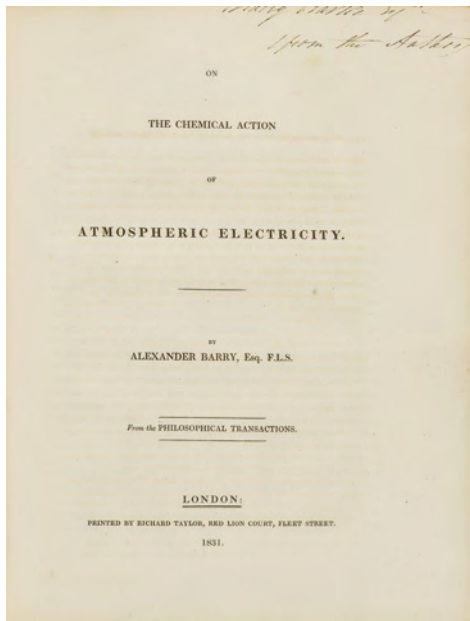 from the Author
ON
THE CHEMICAL ACTION
OF
ATMOSPHERIC ELECTRICITY.
BY
ALEXANDER BARRY, Esq. F.L.S.
From the PHILOSOPHICAL TRANSACTIONS.
LONDON:
PRINTED BY RICHARD TAYLOR, RED LION COURT, FLEET STREET.
1831.